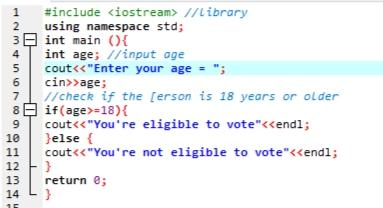 1 #include <iostream> //Library
2 using namespace std;
3 int main (){
4 int age; //input age
5 cout<<"Enter your age = ";
6 cin>>age;
7 //check if the [erson is 18 years or older
8 if(age>=18){
9 cout<<"You're eligible to vote"<<endl;
10 }else {
11 cout<<"You're not eligible to vote"<<endl;
12 }
13 return 0;
14 }
15